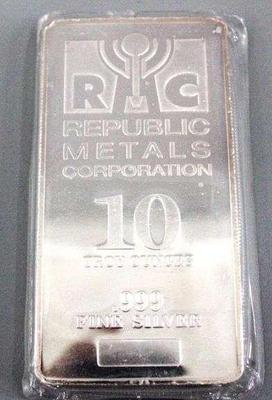 RMC
REPUBLIC
METALS
CORPORATION
10
TROY OUNCES
.999
FINE SILVER